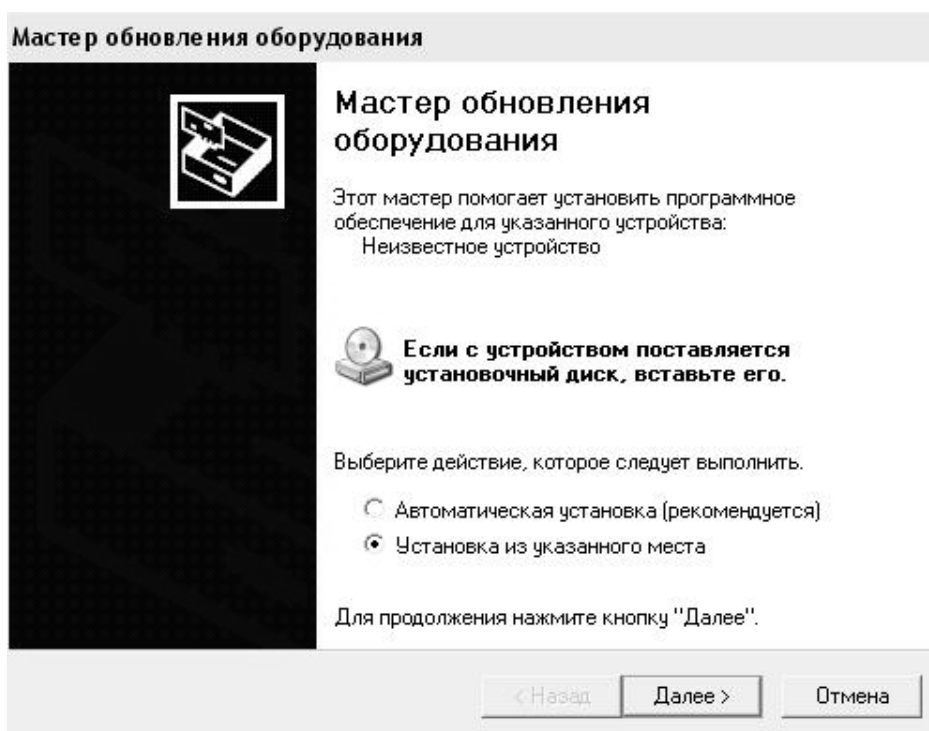 Мастер обновления оборудования
Мастер обновления
оборудования
Этот мастер помогает установить программное
обеспечение для указанного устройства:
Неизвестное устройство
Если с устройством поставляется
установочный диск, вставьте его.
Выберите действие, которое следует выполнить.
Автоматическая установка (рекомендуется)
Установка из указанного места
Для продолжения нажмите кнопку "Далее".
< Назад Далее > Отмена